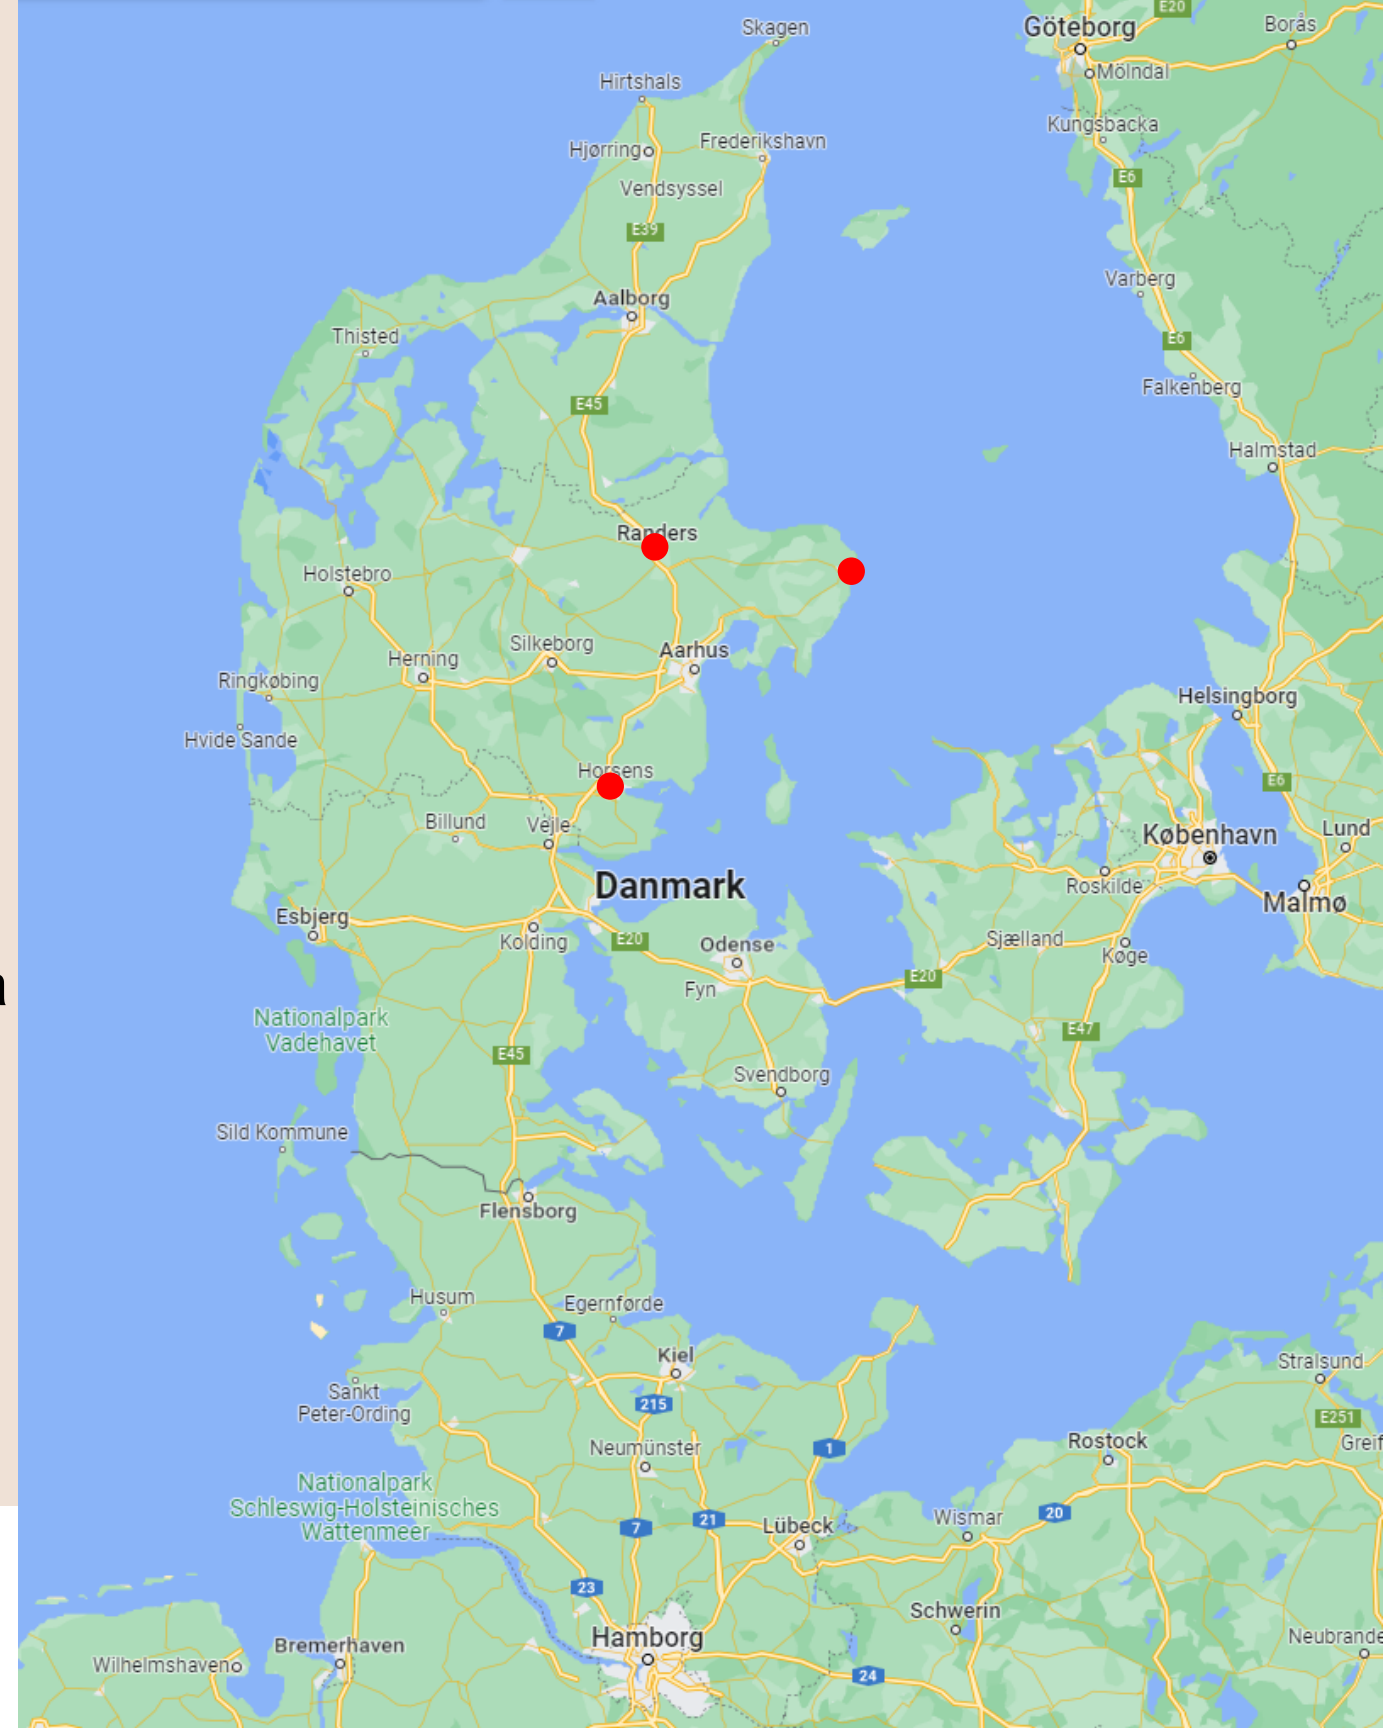 E20
Göteborg
Borås
Skagen
Mölndal
Hirtshals
Kungsbacka
Frederikshavn
Hjørring
E6
Vendsyssel
E39
Varberg
Aalborg
Thisted
E6
Falkenberg
E45
Halmstad
Randers
Holstebro
Silkeborg
Aarhus
Herning
Ringkøbing
Helsingborg
Hvide Sande
Horsens
E6
Billund
Vejle
København
Lund
Danmark
Roskilde
Malmø
Esbjerg
Kolding
E20
Odense
Sjælland
Køge
E20
a
Fyn
Nationalpark
Vadehavet
E47
E45
Svendborg
Sild Kommune
Flensborg
Husum
Egernførde
7
Kiel
Stralsund
Sankt
Peter-Ording
215
E251
Rostock
Greif
Neumünster
1
Nationalpark
Schleswig-Holsteinisches
Wattenmeer
20
Wismar
21
7
Lübeck
23
Schwerin
Hamborg
Neubrande
Bremerhaven
Wilhelmshaven
24